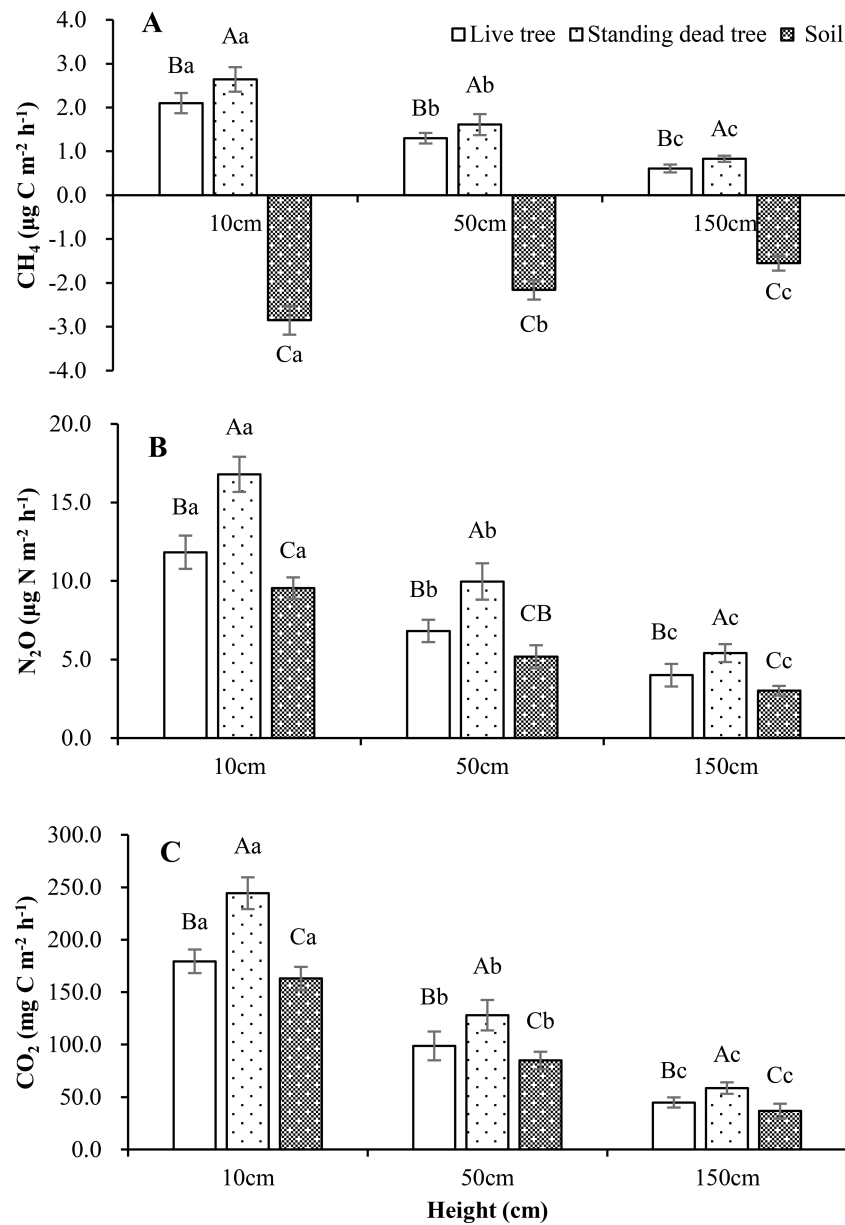 A
Live tree Standing dead tree Soil
4.0
3.0
2.0
1.0
0.0
-1.0
-2.0
-3.0
-4.0
CH₄ (µg C m⁻² h⁻¹)
Ba Aa Ca
Bb Ab Cb
Bc Ac Cc
10cm 50cm 150cm
B
20.0
15.0
10.0
5.0
0.0
N₂O (µg N m⁻² h⁻¹)
Ba Aa Ca
Bb Ab CB
Bc Ac Cc
10cm 50cm 150cm
C
300.0
250.0
200.0
150.0
100.0
50.0
0.0
CO₂ (mg C m⁻² h⁻¹)
Ba Aa Ca
Bb Ab Cb
Bc Ac Cc
10cm 50cm 150cm
Height (cm)